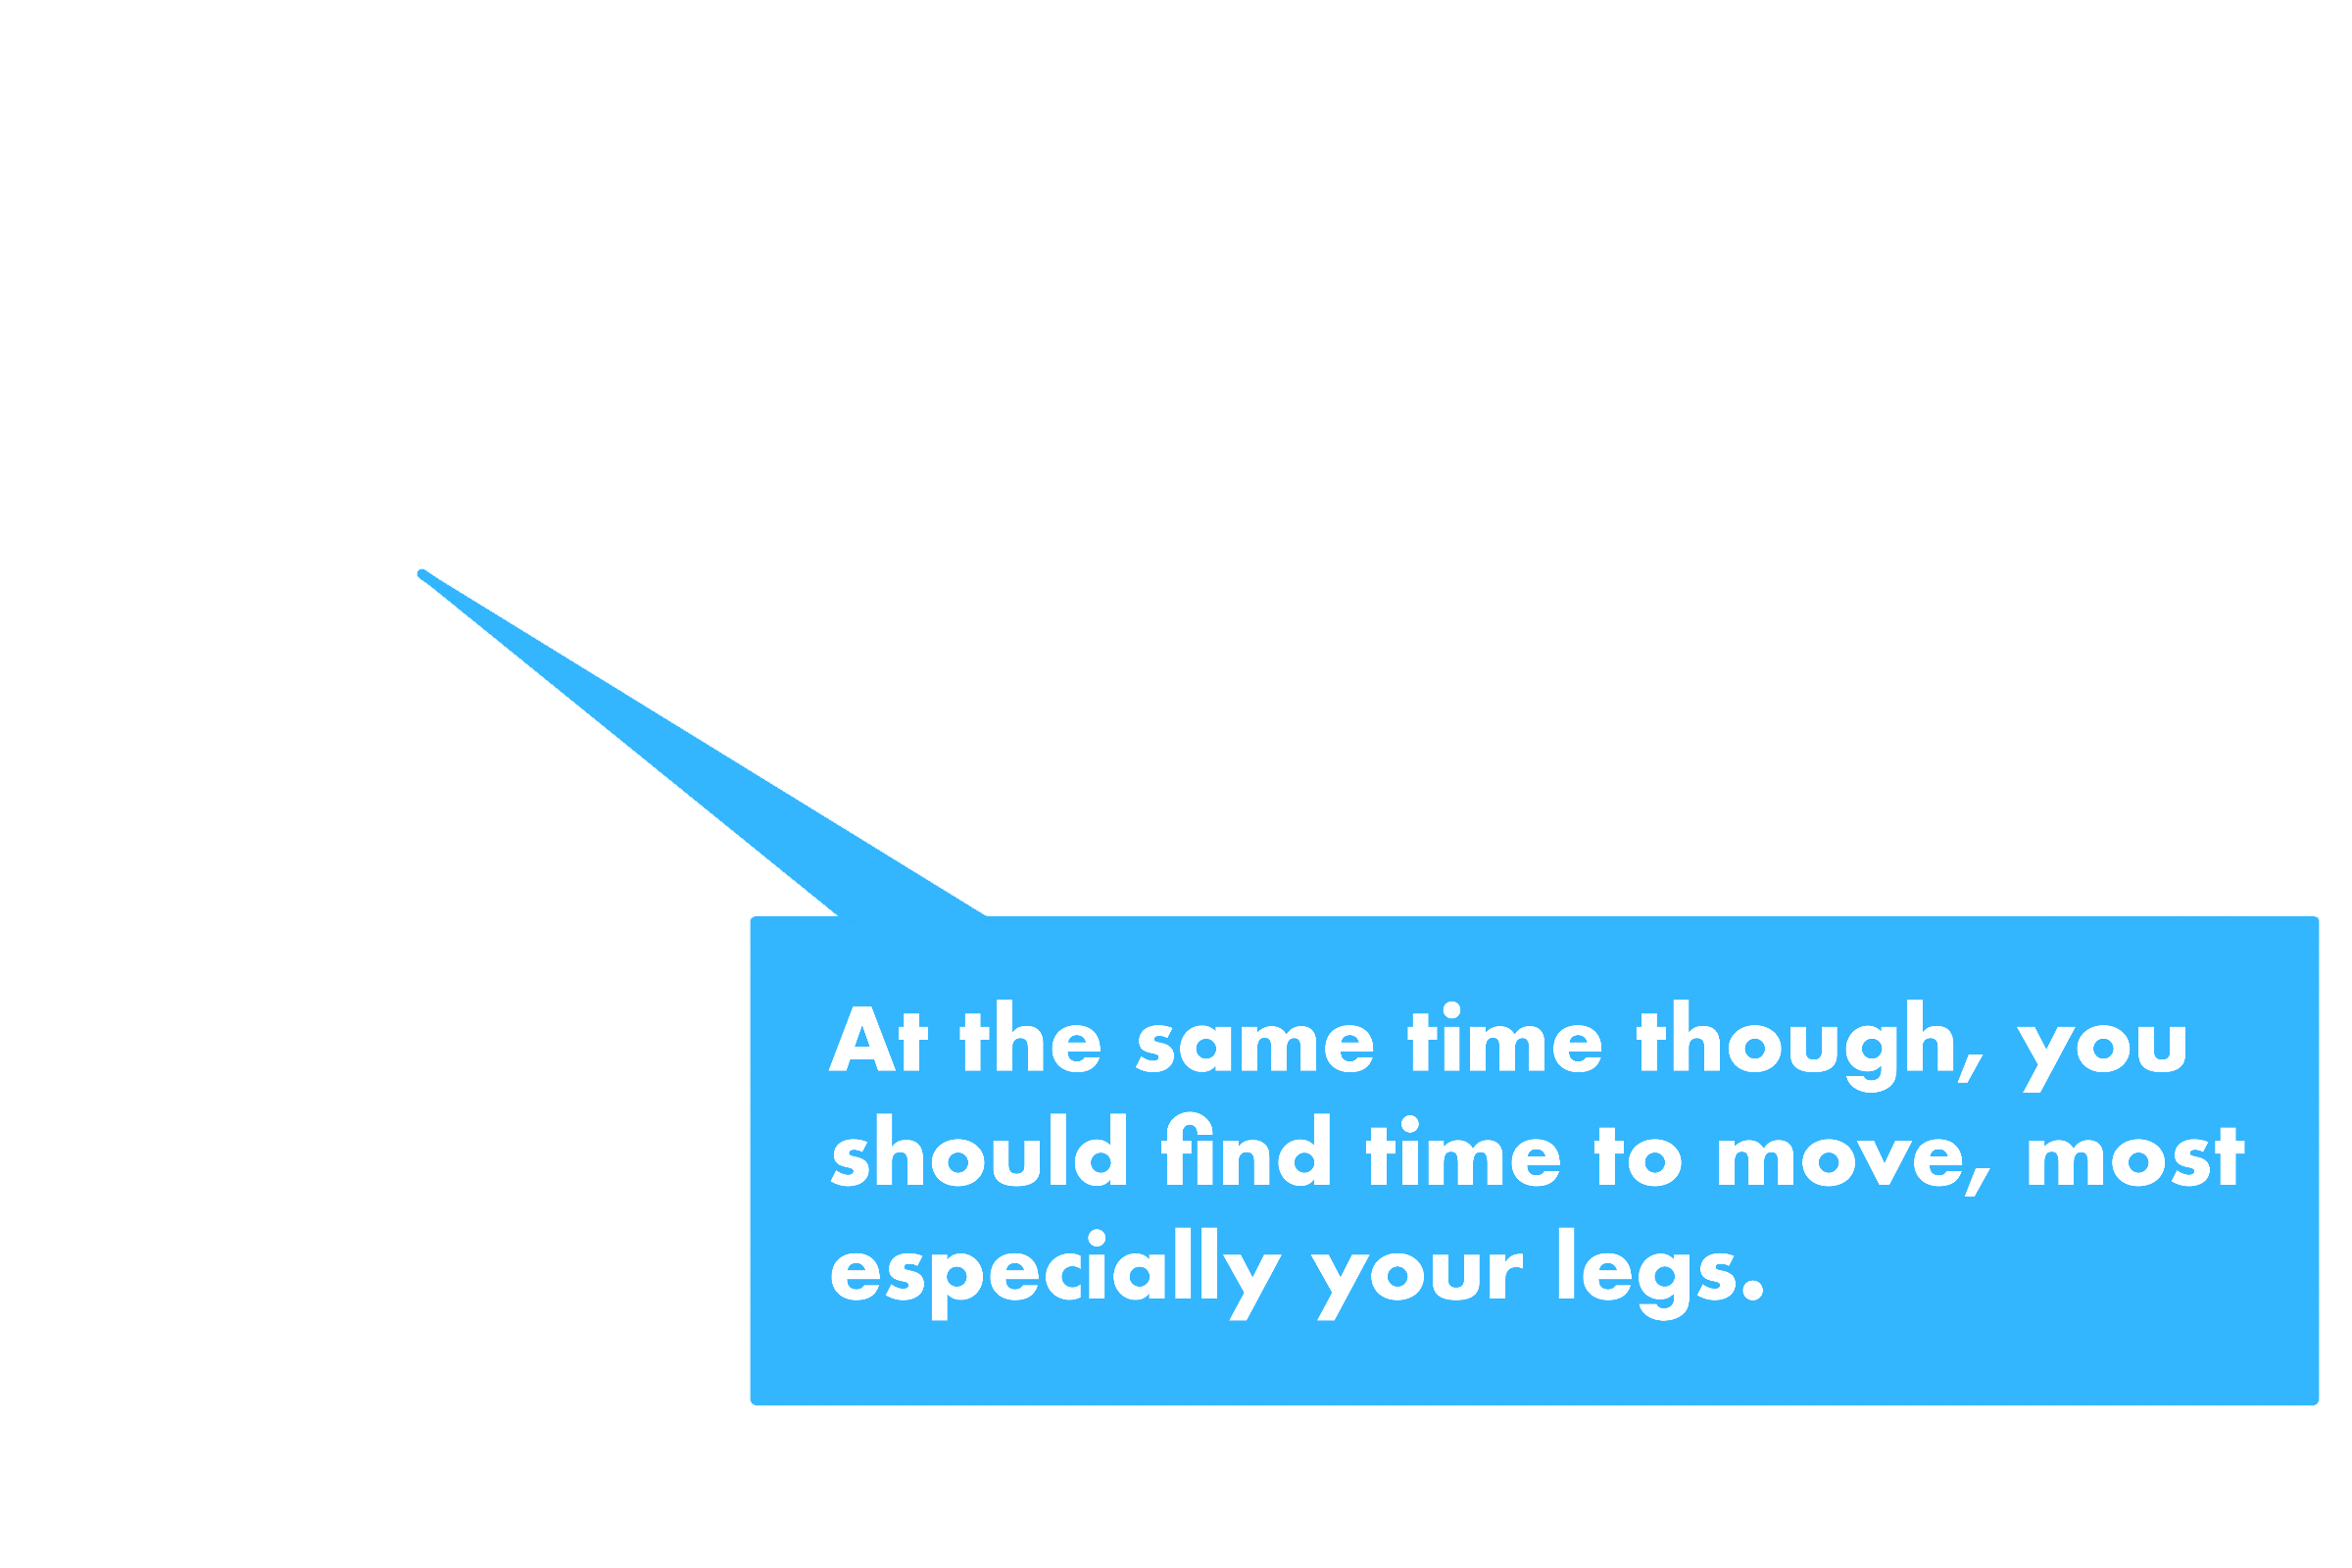 At the same time though, you
should find time to move, most
especially your legs.